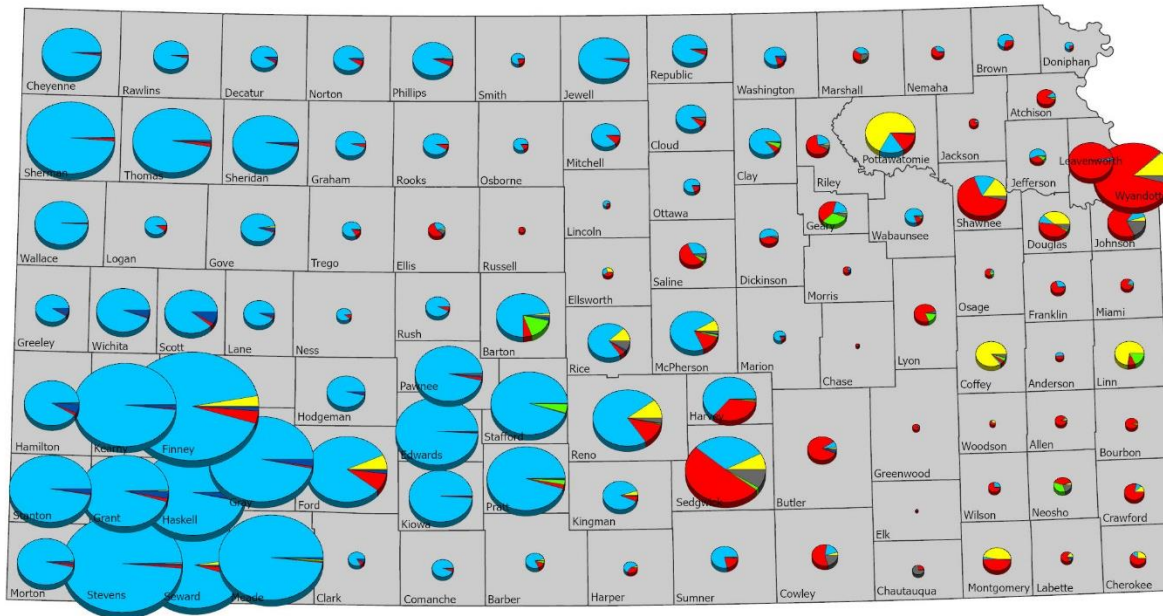 Cheyenne
Rawlins
Decatur
Norton
Phillips
Smith
Jewell
Republic
Washington
Marshall
Nemaha
Brown
Doniphan
Atchison
Sherman
Thomas
Sheridan
Graham
Rooks
Osborne
Mitchell
Cloud
Clay
Riley
Pottawatomie
Jackson
Jefferson
Leavenworth
Wyandott
Ottawa
Lincoln
Geary
Wabaunsee
Shawnee
Douglas
Johnson
Wallace
Logan
Gove
Trego
Ellis
Russell
Ellsworth
Saline
Dickinson
Morris
Osage
Franklin
Miami
Greeley
Wichita
Scott
Lane
Ness
Rush
Barton
Rice
McPherson
Marion
Chase
Lyon
Coffey
Anderson
Linn
Hamilton
Kearny
Finney
Hodgeman
Pawnee
Stafford
Edwards
Reno
Harvey
Greenwood
Woodson
Allen
Bourbon
Stanton
Grant
Haskell
Gray
Ford
Kiowa
Pratt
Kingman
Sedgwick
Butler
Elk
Wilson
Neosho
Crawford
Morton
Stevens
Seward
Meade
Clark
Comanche
Barber
Harper
Sumner
Cowley
Chautauqua
Montgomery
Labette
Cherokee